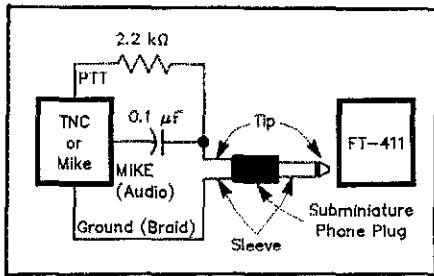 2.2 kΩ
PTT
0.1 µF
TNC
or
Mike
MIKE
(Audio)
Ground (Braid)
Tip
FT-411
Subminiature
Phone Plug
Sleeve